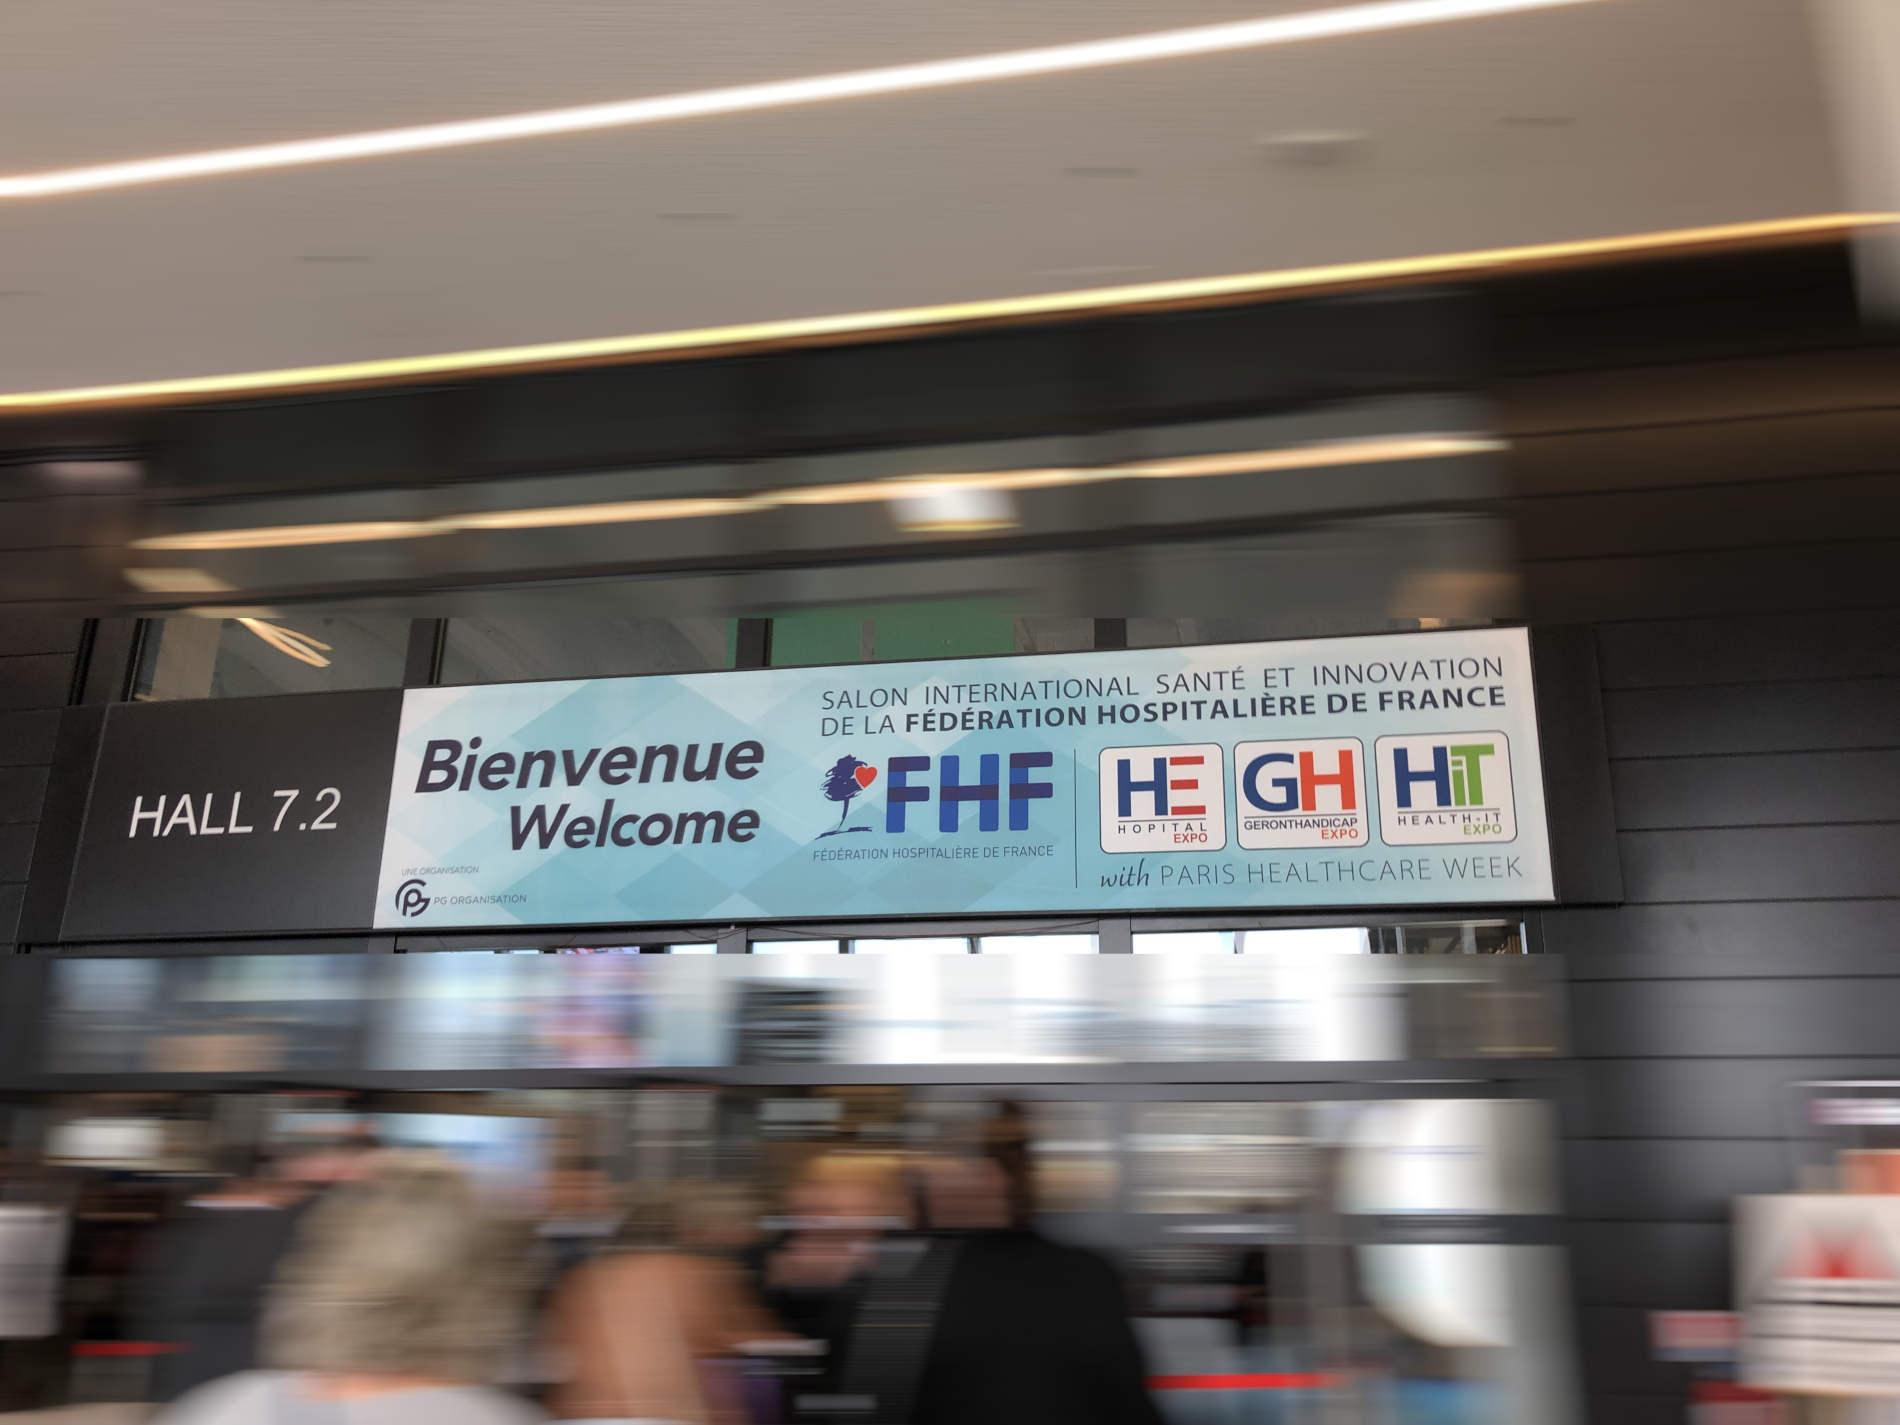 HALL 7.2
Bienvenue
Welcome
UNE ORGANISATION
PG ORGANISATION
SALON INTERNATIONAL SANTÉ ET INNOVATION
DE LA FÉDÉRATION HOSPITALIÈRE DE FRANCE
FHF
FÉDÉRATION HOSPITALIÈRE DE FRANCE
HE
HOPITAL
EXPO
GH
GERONTHANDICAP
EXPO
HiT
HEALTH-IT
EXPO
with PARIS HEALTHCARE WEEK